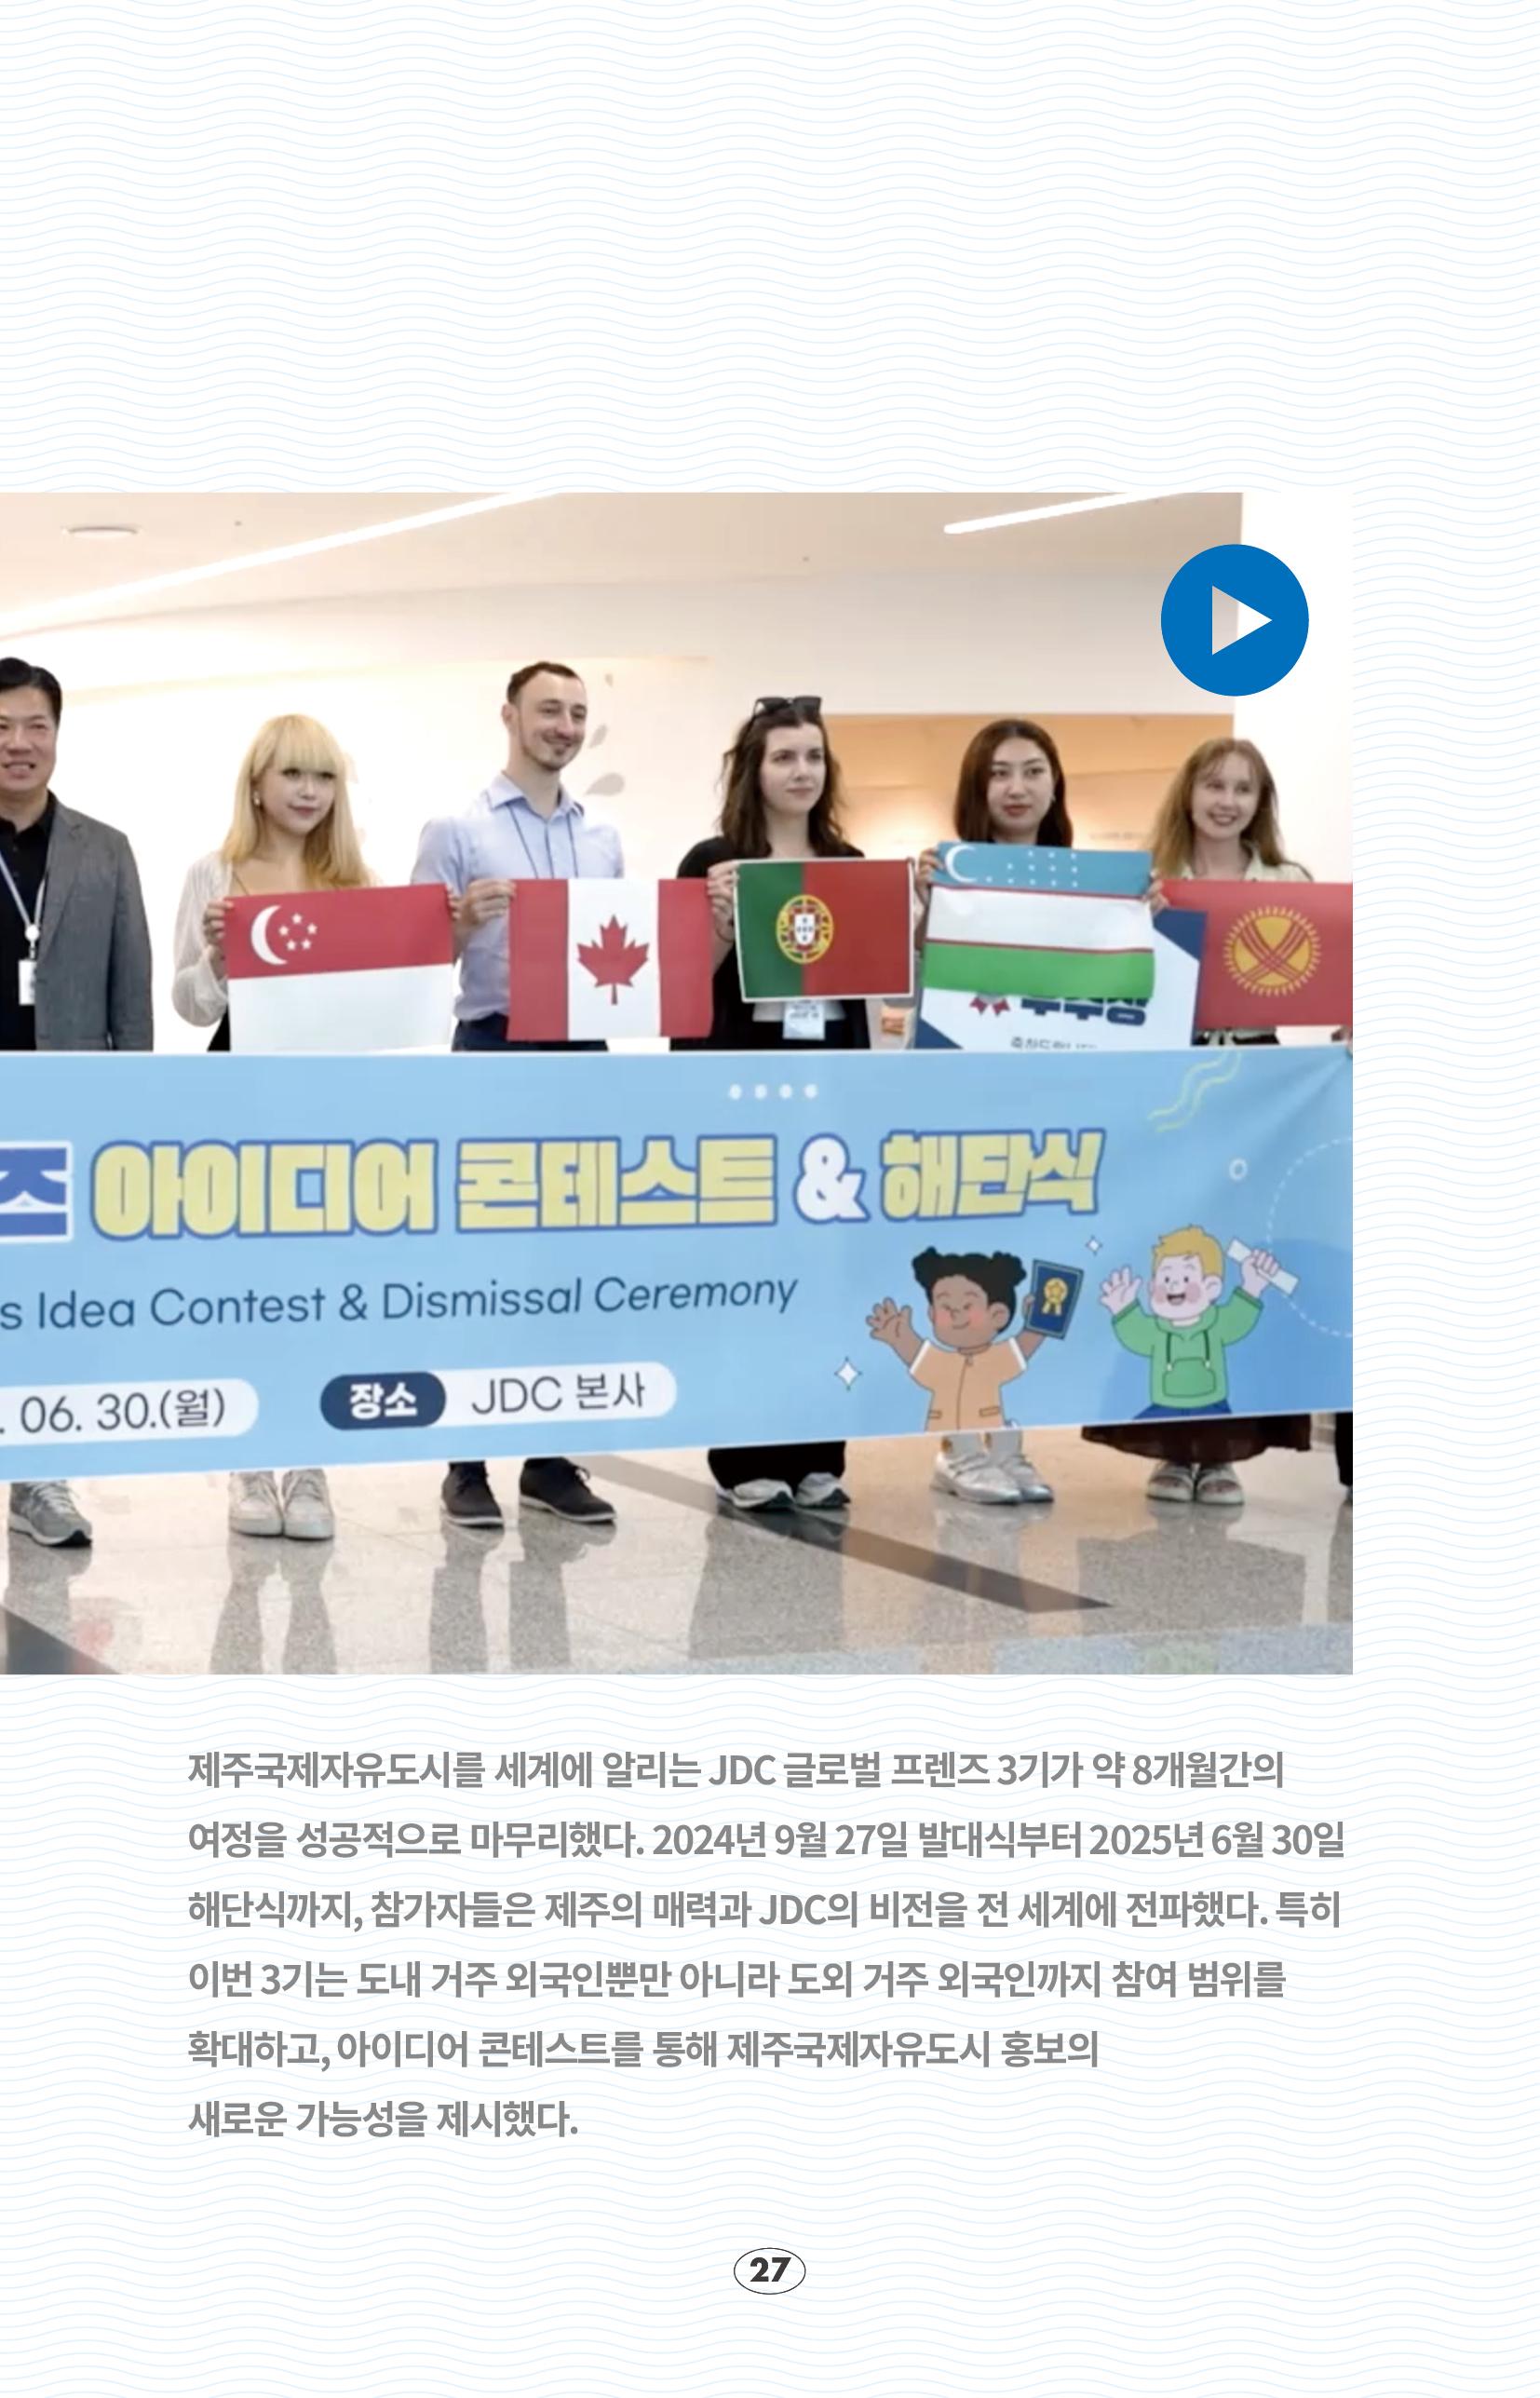 즈 아이디어 콘테스트 & 해단식
s Idea Contest & Dismissal Ceremony
. 06. 30.(월) 장소 JDC 본사
제주국제자유도시를 세계에 알리는 JDC 글로벌 프렌즈 3기가 약 8개월간의
여정을 성공적으로 마무리했다. 2024년 9월 27일 발대식부터 2025년 6월 30일
해단식까지, 참가자들은 제주의 매력과 JDC의 비전을 전 세계에 전파했다. 특히
이번 3기는 도내 거주 외국인뿐만 아니라 도외 거주 외국인까지 참여 범위를
확대하고, 아이디어 콘테스트를 통해 제주국제자유도시 홍보의
새로운 가능성을 제시했다.
27